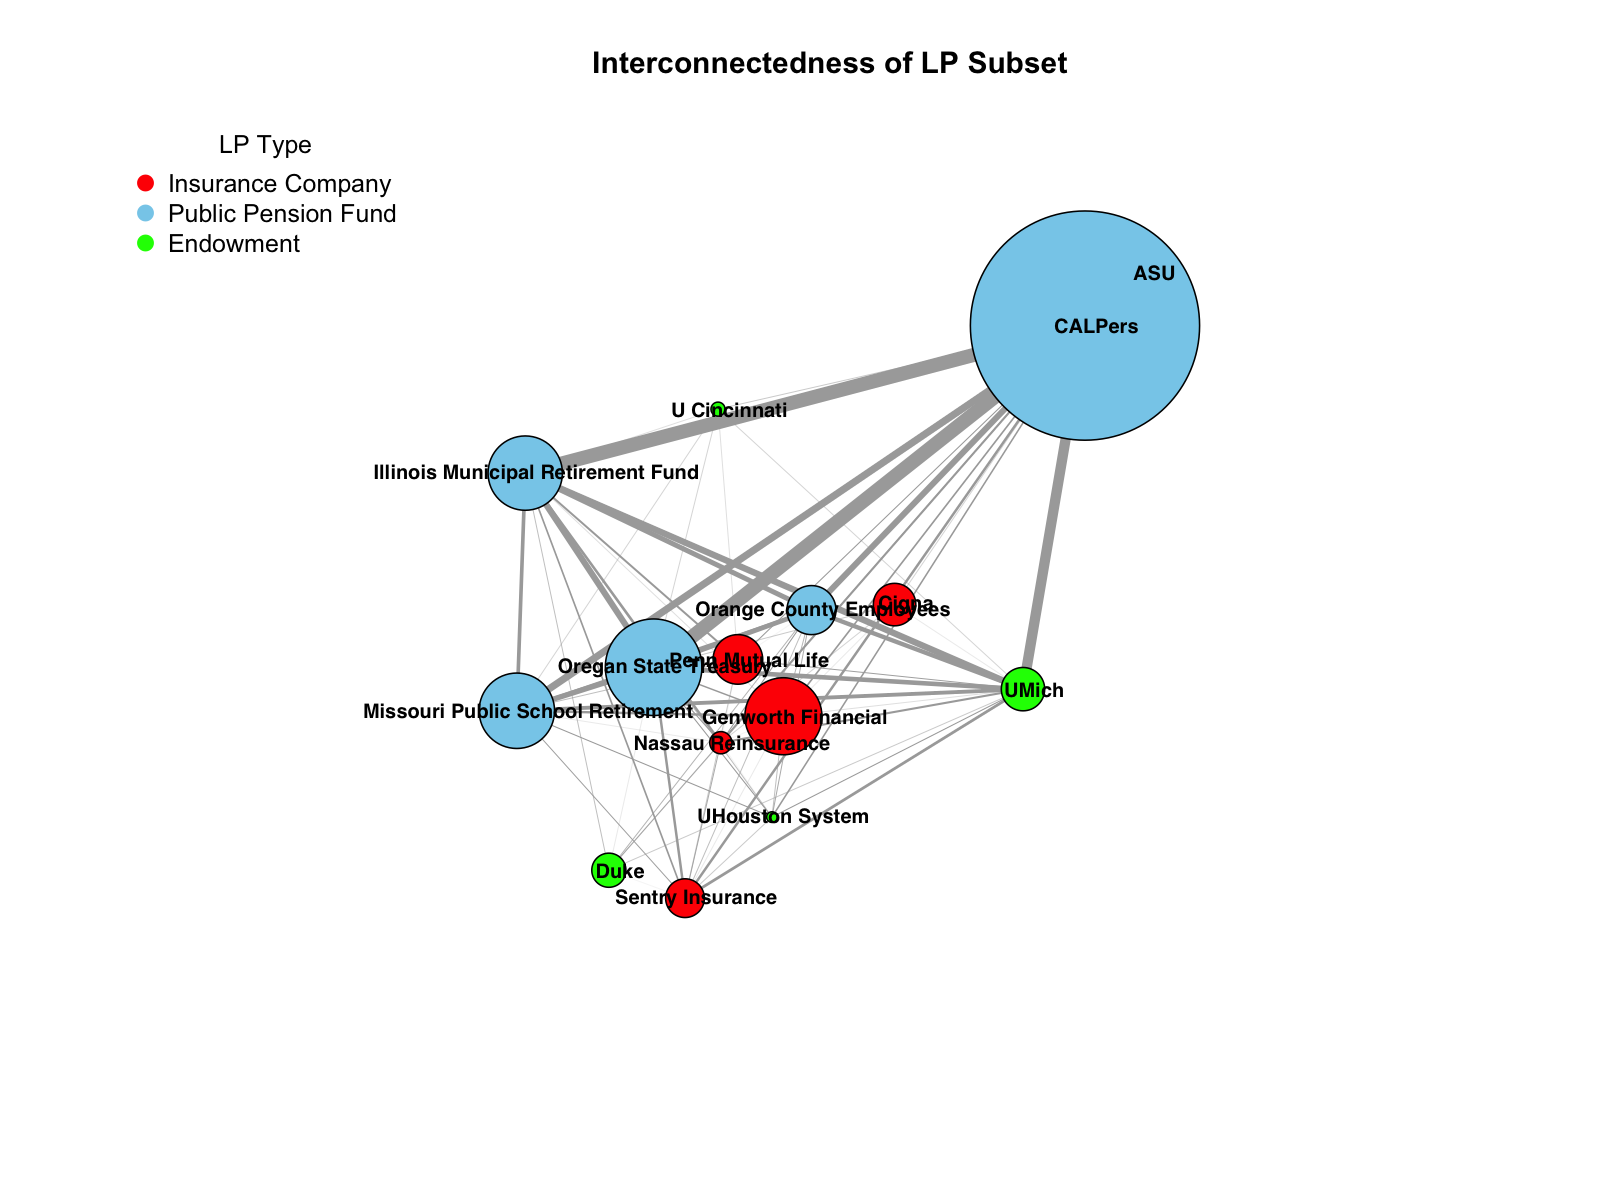 Interconnectedness of LP Subset
LP Type
Insurance Company
Public Pension Fund
Endowment
ASU
CALPers
U Cincinnati
Illinois Municipal Retirement Fund
Cigna
Orange County Employees
Penn Mutual Life
Oregan State Treasury
UMich
Missouri Public School Retirement
Genworth Financial
Nassau Reinsurance
UHouston System
Duke
Sentry Insurance